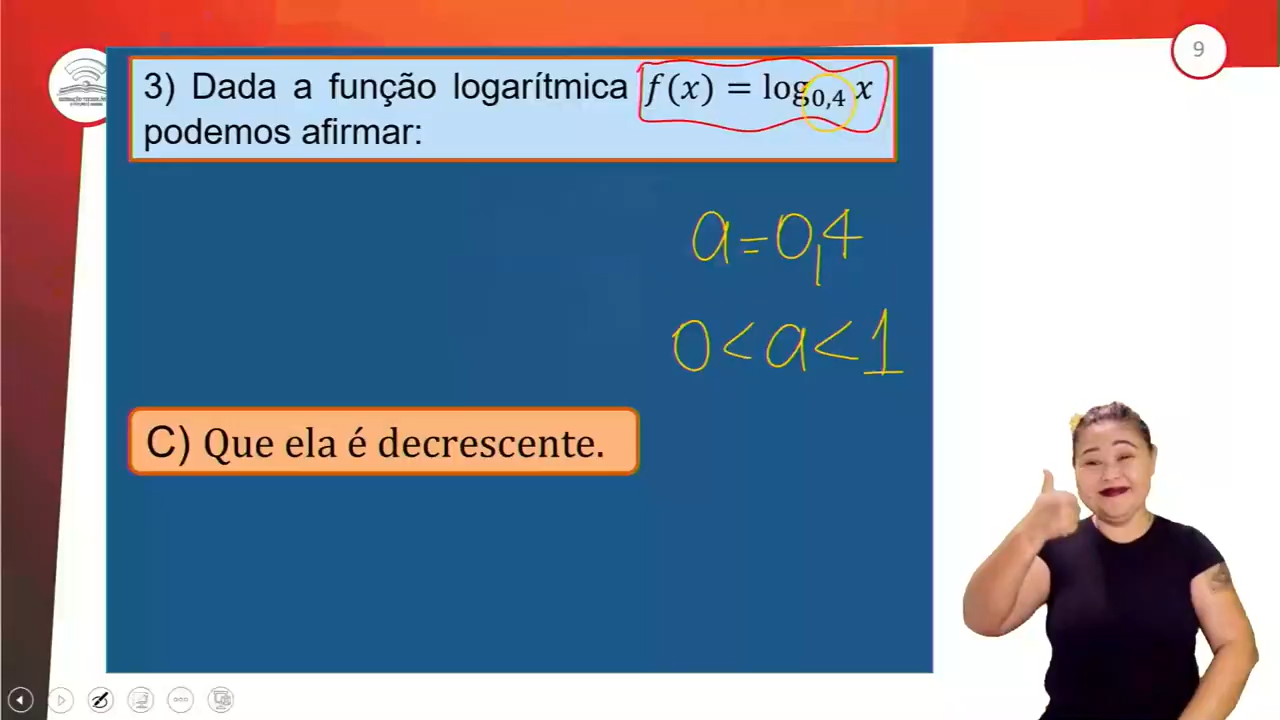 9
3) Dada a função logarítmica f(x) = log₀,₄ x
podemos afirmar:
a=0,4
0<a<1
C) Que ela é decrescente.